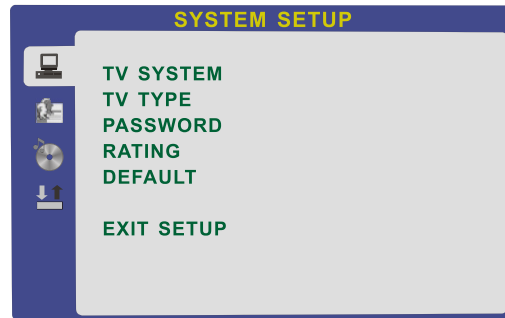 SYSTEM SETUP
TV SYSTEM
TV TYPE
PASSWORD
RATING
DEFAULT
EXIT SETUP